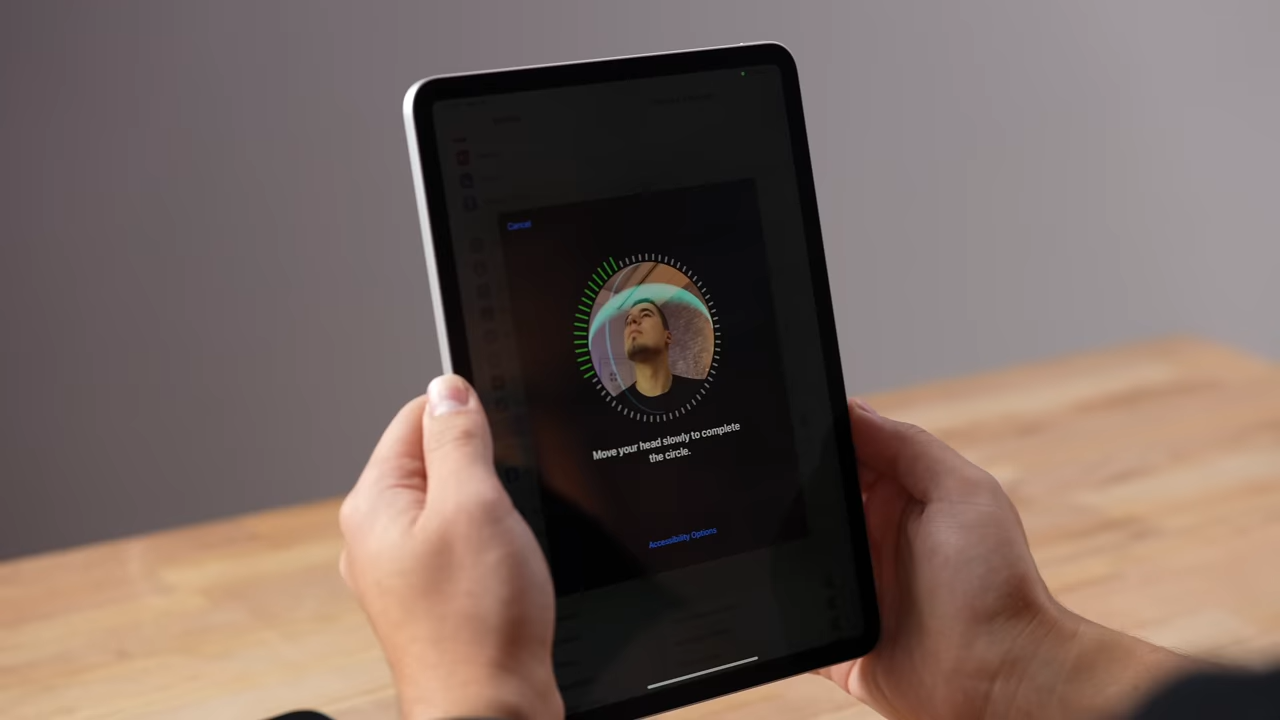 Cancel
Move your head slowly to complete
the circle.
Accessibility Options